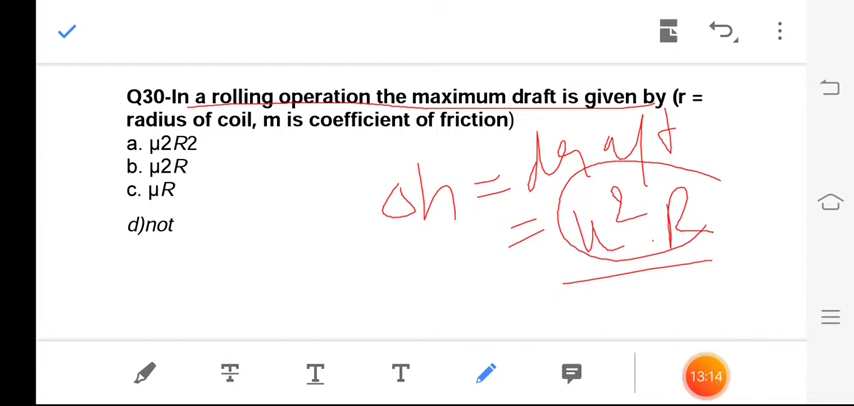 Q30-In a rolling operation the maximum draft is given by (r =
radius of coil, m is coefficient of friction)
a. μ2R2
b. μ2R
c. μR
d)not
Δh = draft
= μ². R
T T T
13:14